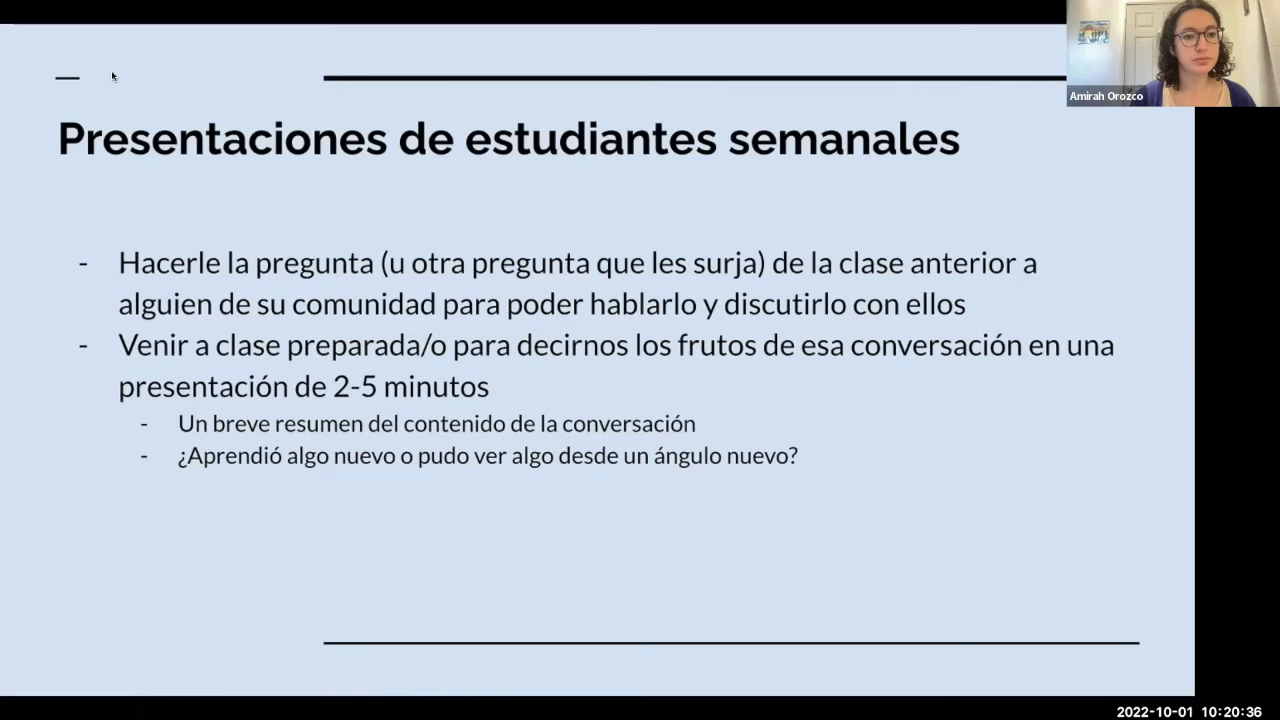 Amirah Orozco
Presentaciones de estudiantes semanales
- Hacerle la pregunta (u otra pregunta que les surja) de la clase anterior a
alguien de su comunidad para poder hablarlo y discutirlo con ellos
- Venir a clase preparada/o para decirnos los frutos de esa conversación en una
presentación de 2-5 minutos
- Un breve resumen del contenido de la conversación
- ¿Aprendió algo nuevo o pudo ver algo desde un ángulo nuevo?
2022-10-01 10:20:36